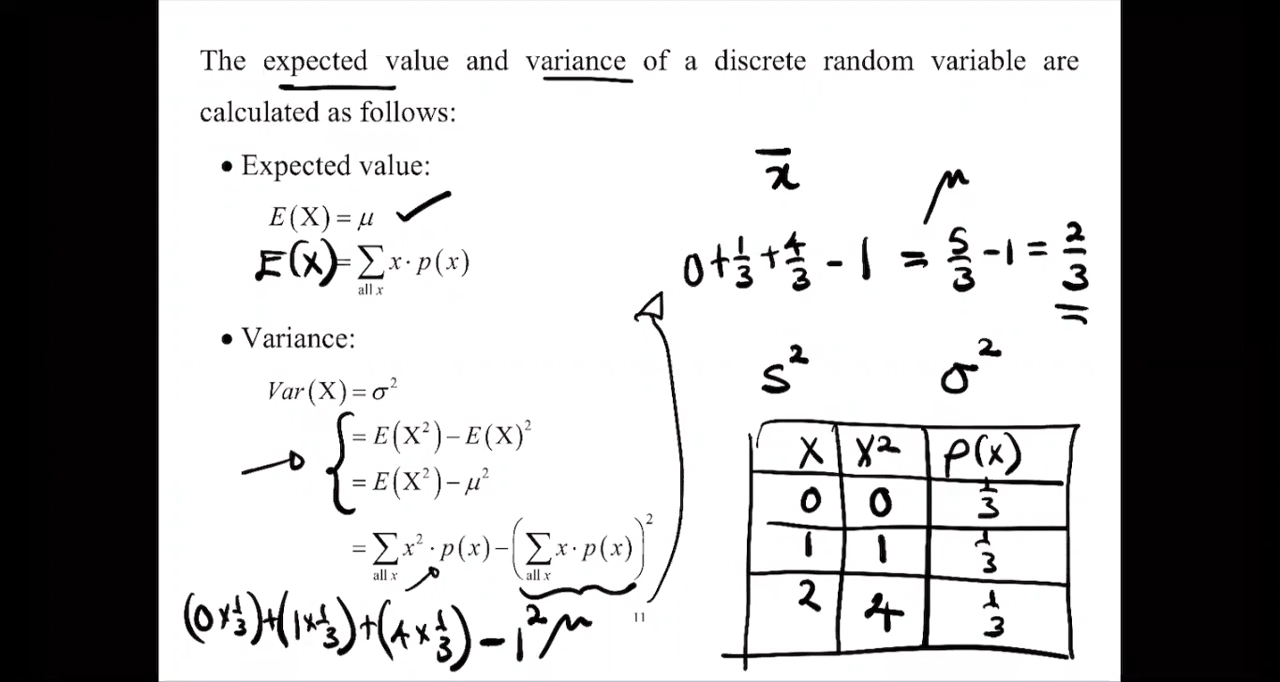 The expected value and variance of a discrete random variable are
calculated as follows:
• Expected value:
E(X) = μ
E(X) = ∑ x · p(x)
all x
• Variance:
Var(X) = σ²
= E(X²) − E(X)²
= E(X²) − μ²
= ∑ x² · p(x) − (∑ x · p(x))²
all x all x
(0 × 1/3) + (1 × 1/3) + (4 × 1/3) − 1² μ
11
x̄ μ
0 + 1/3 + 4/3 − 1 = 5/3 − 1 = 2/3
s² σ²
X X² P(x)
0 0 1/3
1 1 1/3
2 4 1/3